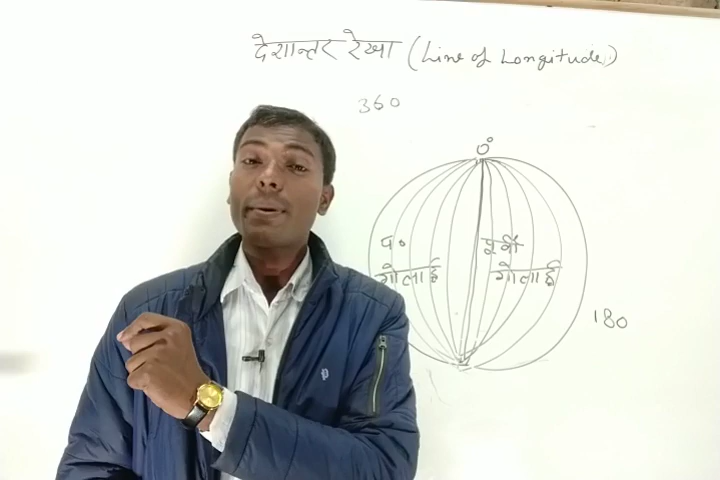 देशान्तर रेखा (Line of Longitude)
360
0°
प० पूर्वी
गोलाई गोलाई
180